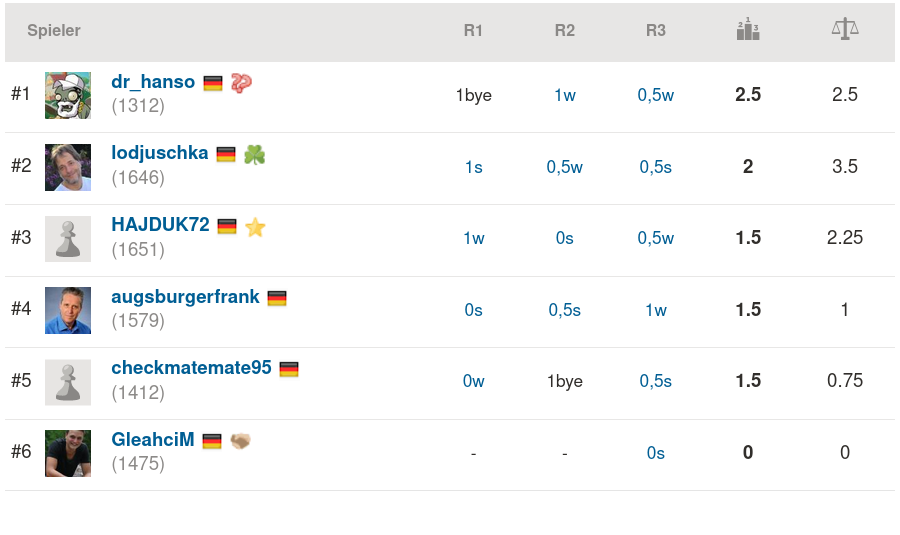 Spieler R1 R2 R3 2 1 3
#1 dr_hanso 1bye 1w 0,5w 2.5 2.5
(1312)
#2 lodjuschka 1s 0,5w 0,5s 2 3.5
(1646)
#3 HAJDUK72 1w 0s 0,5w 1.5 2.25
(1651)
#4 augsburgerfrank 0s 0,5s 1w 1.5 1
(1579)
#5 checkmatemate95 0w 1bye 0,5s 1.5 0.75
(1412)
#6 GleahciM - - 0s 0 0
(1475)